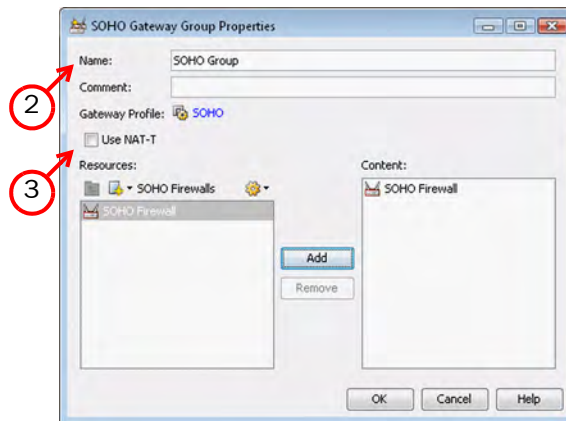 SOHO Gateway Group Properties
Name: SOHO Group
2
Comment:
Gateway Profile: SOHO
Use NAT-T
3
Resources: Content:
SOHO Firewalls
SOHO Firewall
SOHO Firewall
Add
Remove
OK Cancel Help